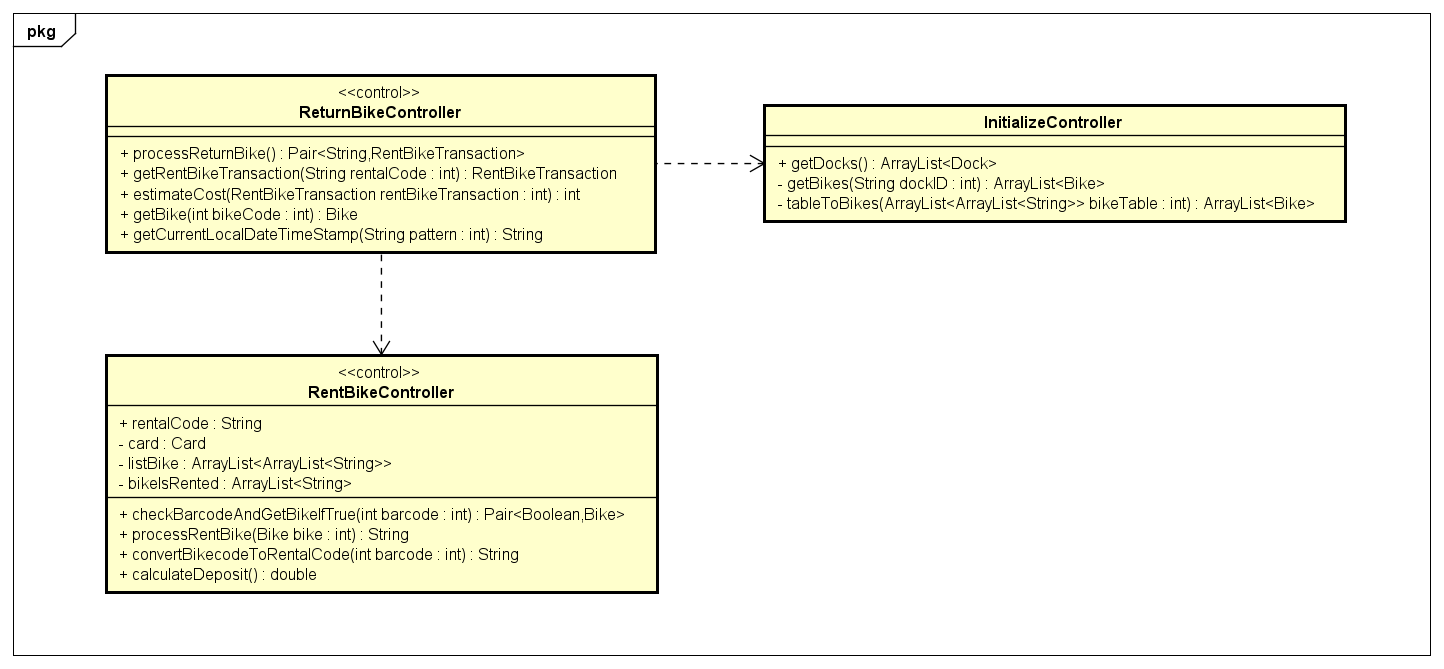 pkg
<<control>>
ReturnBikeController
+ processReturnBike() : Pair<String,RentBikeTransaction>
+ getRentBikeTransaction(String rentalCode : int) : RentBikeTransaction
+ estimateCost(RentBikeTransaction rentBikeTransaction : int) : int
+ getBike(int bikeCode : int) : Bike
+ getCurrentLocalDateTimeStamp(String pattern : int) : String
InitializeController
+ getDocks() : ArrayList<Dock>
- getBikes(String dockID : int) : ArrayList<Bike>
- tableToBikes(ArrayList<ArrayList<String>> bikeTable : int) : ArrayList<Bike>
<<control>>
RentBikeController
+ rentalCode : String
- card : Card
- listBike : ArrayList<ArrayList<String>>
- bikeIsRented : ArrayList<String>
+ checkBarcodeAndGetBikeIfTrue(int barcode : int) : Pair<Boolean,Bike>
+ processRentBike(Bike bike : int) : String
+ convertBikecodeToRentalCode(int barcode : int) : String
+ calculateDeposit() : double